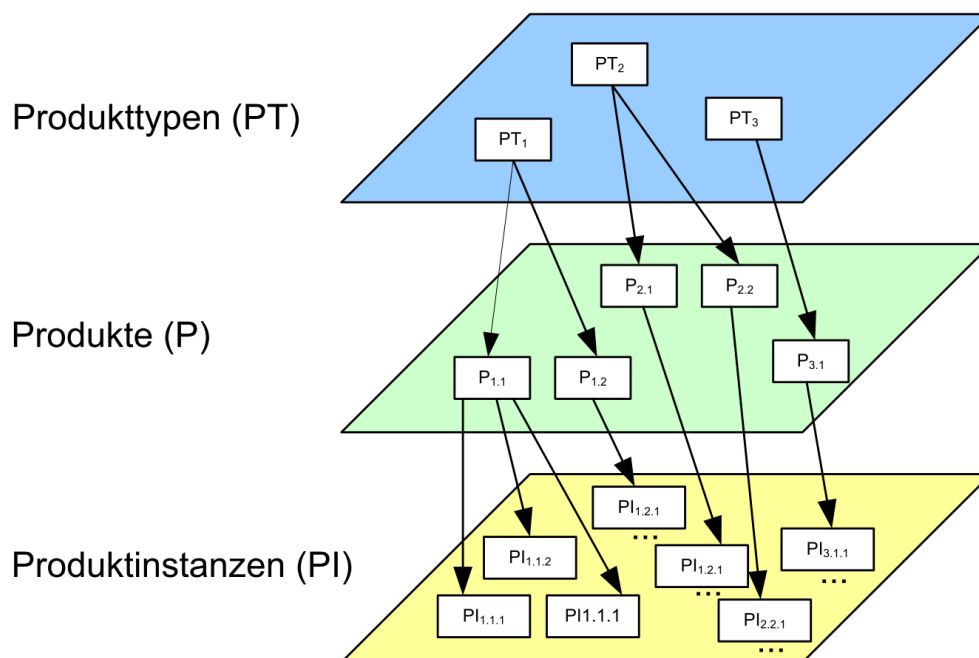 PT₂
Produkttypen (PT)
PT₃
PT₁
P₂.₁
P₂.₂
Produkte (P)
P₃.₁
P₁.₁
P₁.₂
PI₁.₂.₁
...
PI₃.₁.₁
...
Produktinstanzen (PI)
PI₁.₁.₂
PI₁.₂.₁
...
PI₁.₁.₁
PI1.1.1
PI₂.₂.₁
...